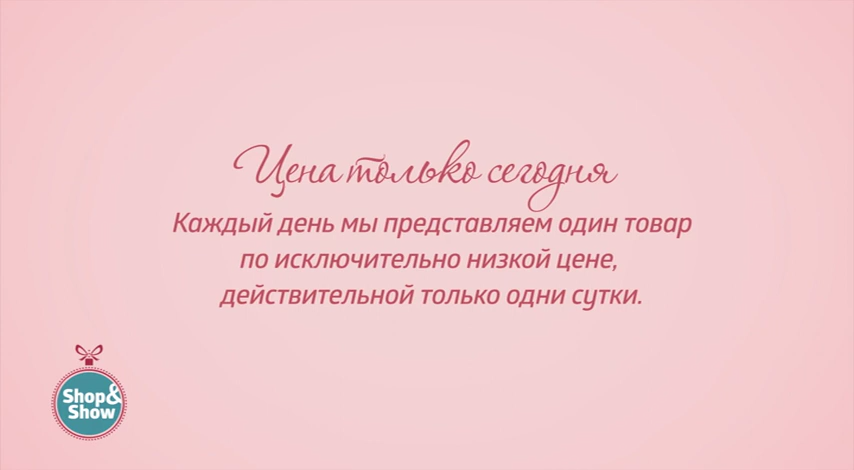 Цена только сегодня
Каждый день мы представляем один товар
по исключительно низкой цене,
действительной только одни сутки.
Shop&
Show